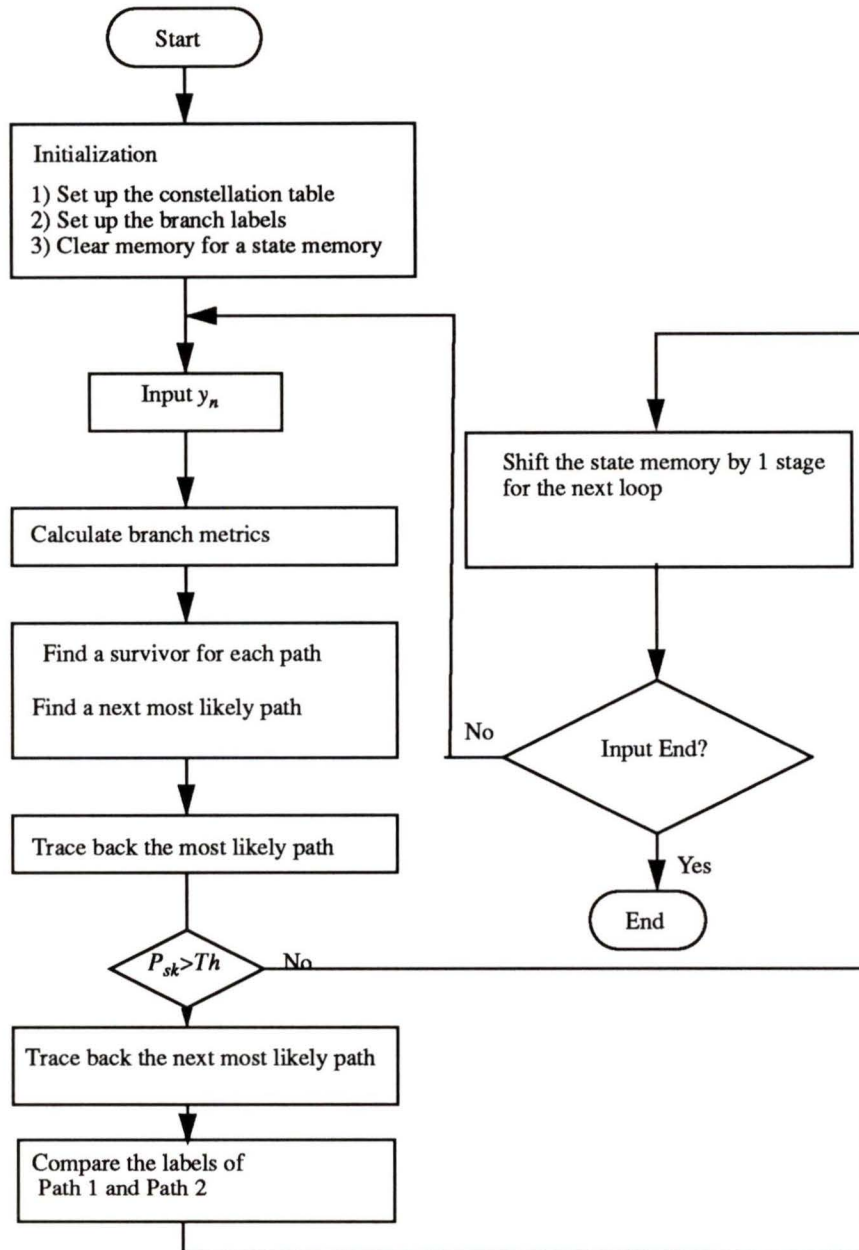 Start
Initialization
1) Set up the constellation table
2) Set up the branch labels
3) Clear memory for a state memory
Input yn
Calculate branch metrics
Find a survivor for each path
Find a next most likely path
Trace back the most likely path
Psk>Th
No
Trace back the next most likely path
Compare the labels of
Path 1 and Path 2
Shift the state memory by 1 stage
for the next loop
Input End?
No
Yes
End